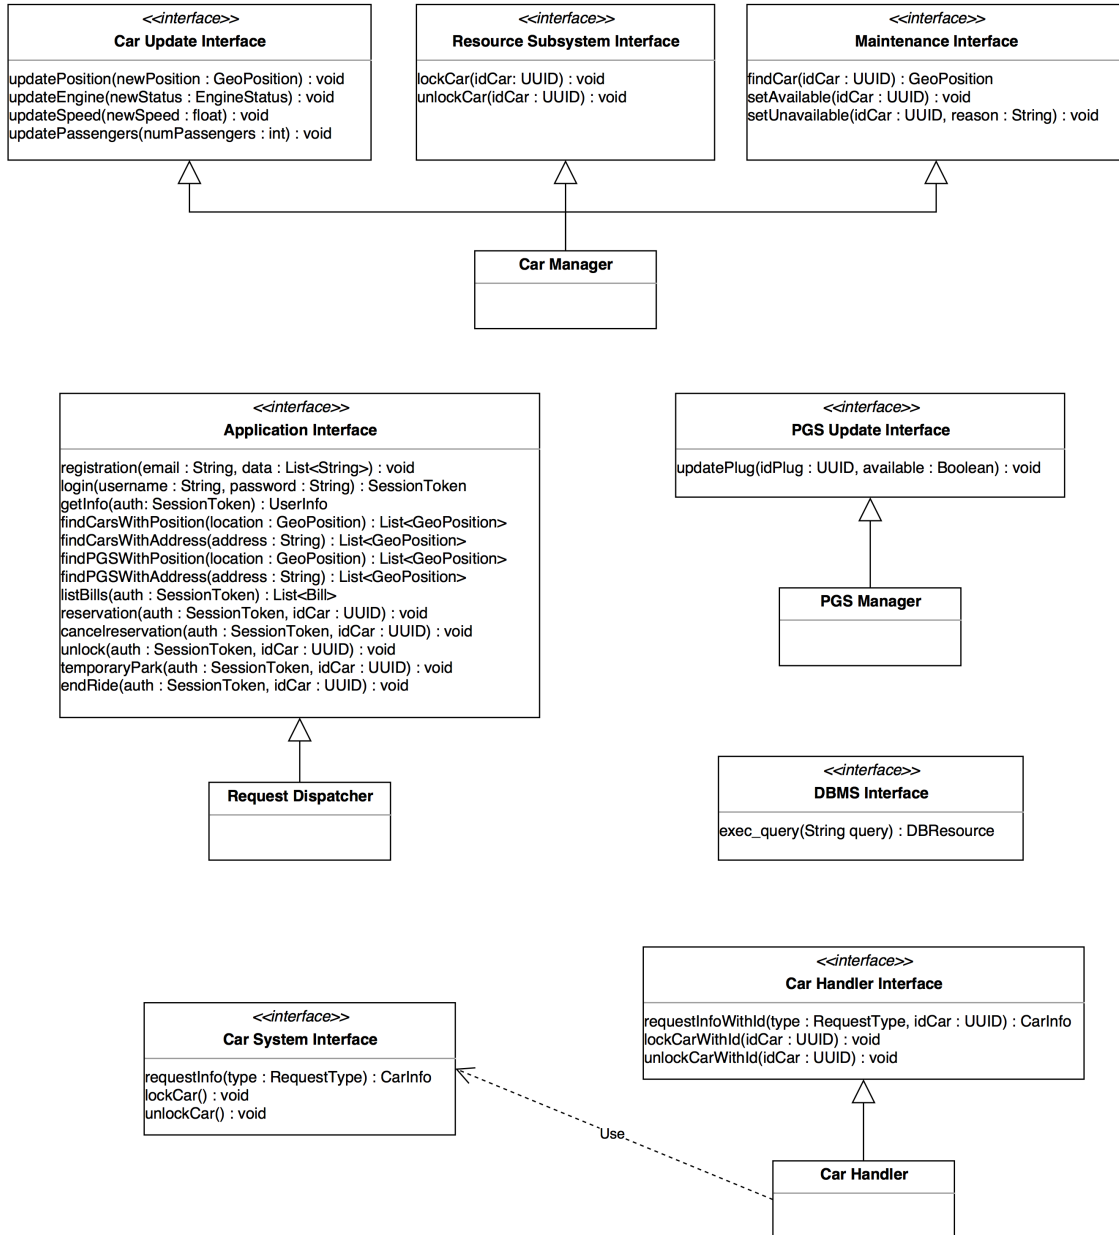 <<interface>>
Car Update Interface
updatePosition(newPosition : GeoPosition) : void
updateEngine(newStatus : EngineStatus) : void
updateSpeed(newSpeed : float) : void
updatePassengers(numPassengers : int) : void
<<interface>>
Resource Subsystem Interface
lockCar(idCar: UUID) : void
unlockCar(idCar : UUID) : void
<<interface>>
Maintenance Interface
findCar(idCar : UUID) : GeoPosition
setAvailable(idCar : UUID) : void
setUnavailable(idCar : UUID, reason : String) : void
Car Manager
<<interface>>
Application Interface
registration(email : String, data : List<String>) : void
login(username : String, password : String) : SessionToken
getInfo(auth: SessionToken) : UserInfo
findCarsWithPosition(location : GeoPosition) : List<GeoPosition>
findCarsWithAddress(address : String) : List<GeoPosition>
findPGSWithPosition(location : GeoPosition) : List<GeoPosition>
findPGSWithAddress(address : String) : List<GeoPosition>
listBills(auth : SessionToken) : List<Bill>
reservation(auth : SessionToken, idCar : UUID) : void
cancelreservation(auth : SessionToken, idCar : UUID) : void
unlock(auth : SessionToken, idCar : UUID) : void
temporaryPark(auth : SessionToken, idCar : UUID) : void
endRide(auth : SessionToken, idCar : UUID) : void
Request Dispatcher
<<interface>>
PGS Update Interface
updatePlug(idPlug : UUID, available : Boolean) : void
PGS Manager
<<interface>>
DBMS Interface
exec_query(String query) : DBResource
<<interface>>
Car System Interface
requestInfo(type : RequestType) : CarInfo
lockCar() : void
unlockCar() : void
<<interface>>
Car Handler Interface
requestInfoWithId(type : RequestType, idCar : UUID) : CarInfo
lockCarWithId(idCar : UUID) : void
unlockCarWithId(idCar : UUID) : void
Use
Car Handler